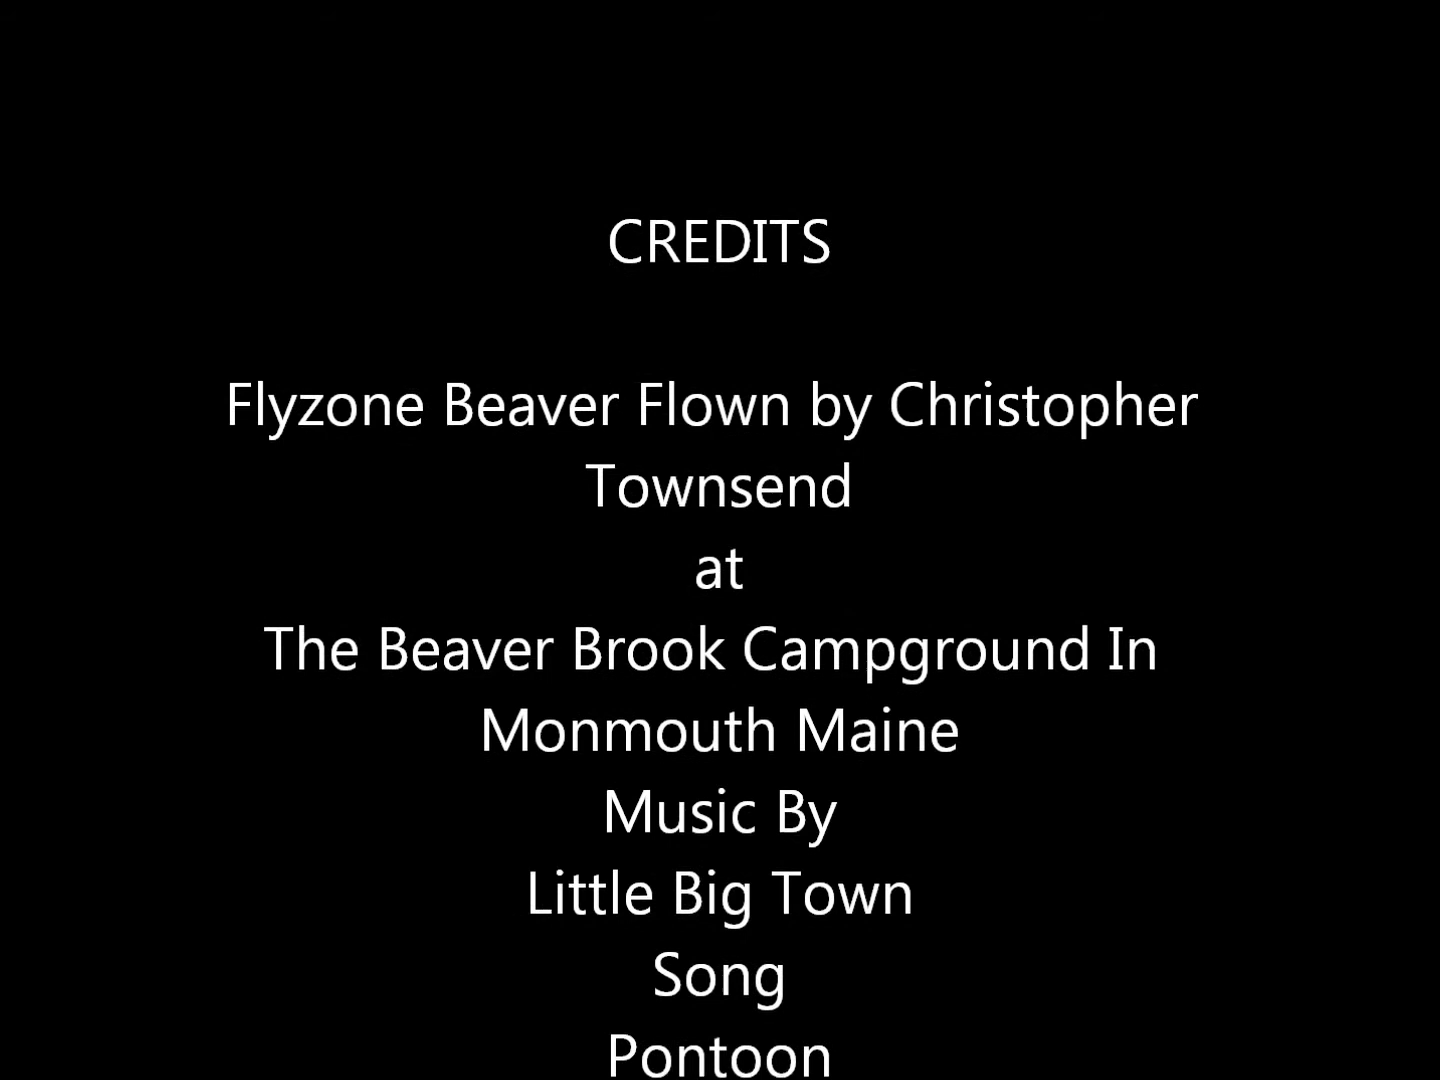 CREDITS
Flyzone Beaver Flown by Christopher
Townsend
at
The Beaver Brook Campground In
Monmouth Maine
Music By
Little Big Town
Song
Pontoon